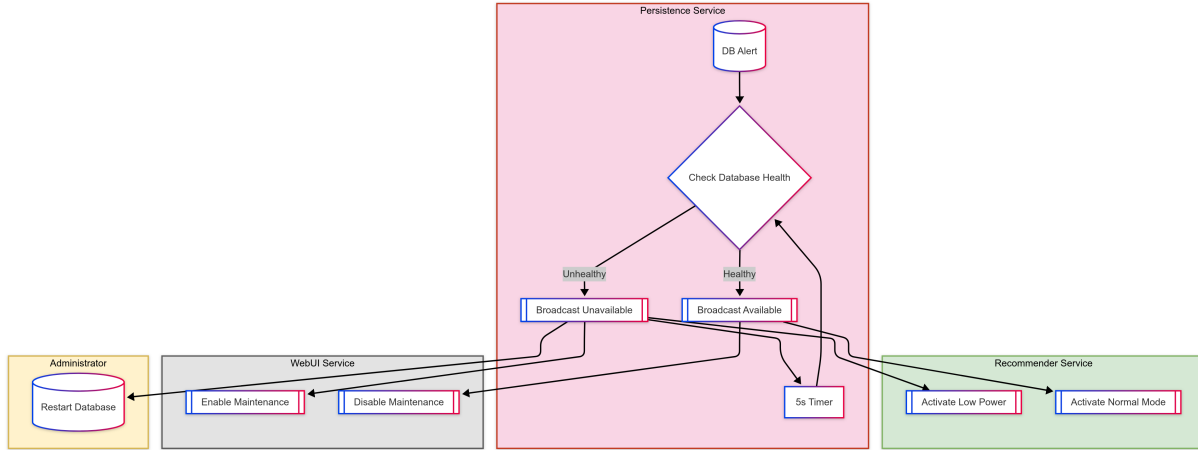 Persistence Service
DB Alert
Check Database Health
Unhealthy
Healthy
Broadcast Unavailable
Broadcast Available
Administrator
WebUI Service
Recommender Service
Restart Database
Enable Maintenance
Disable Maintenance
5s Timer
Activate Low Power
Activate Normal Mode